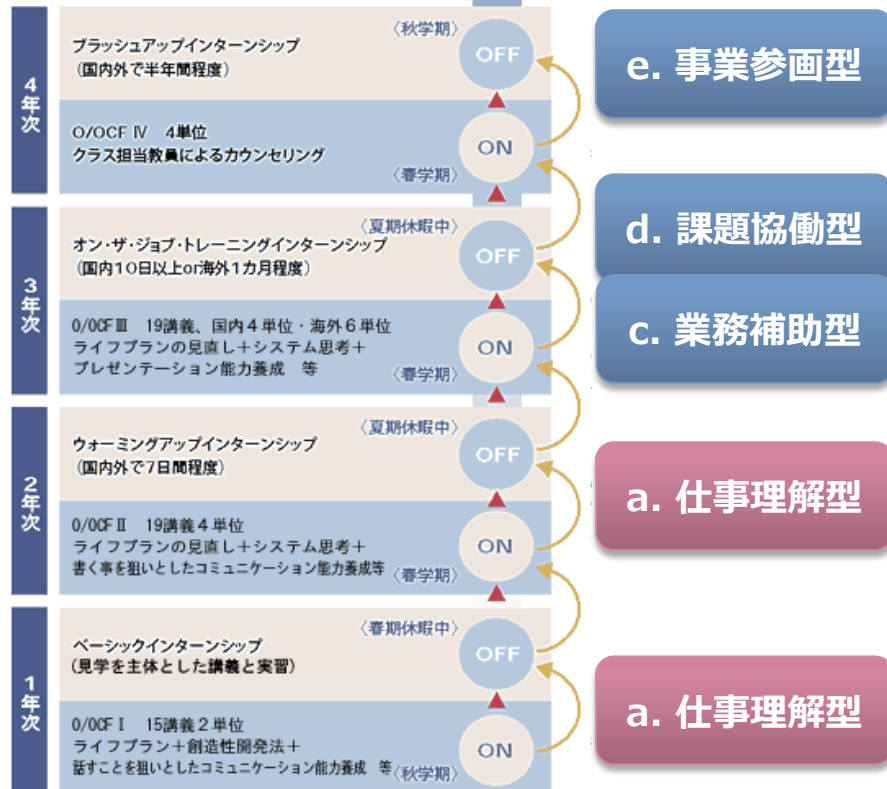 4年次
〈秋学期〉
ブラッシュアップインターンシップ
(国内外で半年間程度)
OFF
e. 事業参画型
O/OCF Ⅳ　4単位
クラス担当教員によるカウンセリング
〈春学期〉
ON
3年次
〈夏期休暇中〉
オン・ザ・ジョブ・トレーニングインターンシップ
(国内10日以上or海外1カ月程度)
OFF
d. 課題協働型
O/OCFⅢ　19講義、国内4単位・海外6単位
ライフプランの見直し＋システム思考＋
プレゼンテーション能力養成　等
〈春学期〉
ON
c. 業務補助型
2年次
〈夏期休暇中〉
ウォーミングアップインターンシップ
(国内外で7日間程度)
OFF
a. 仕事理解型
O/OCFⅡ　19講義4単位
ライフプランの見直し＋システム思考＋
書く事を狙いとしたコミュニケーション能力養成等
〈春学期〉
ON
1年次
〈春期休暇中〉
ベーシックインターンシップ
(見学を主体とした講義と実習)
OFF
a. 仕事理解型
O/OCFⅠ　15講義2単位
ライフプラン＋創造性開発法＋
話すことを狙いとしたコミュニケーション能力養成　等
〈秋学期〉
ON